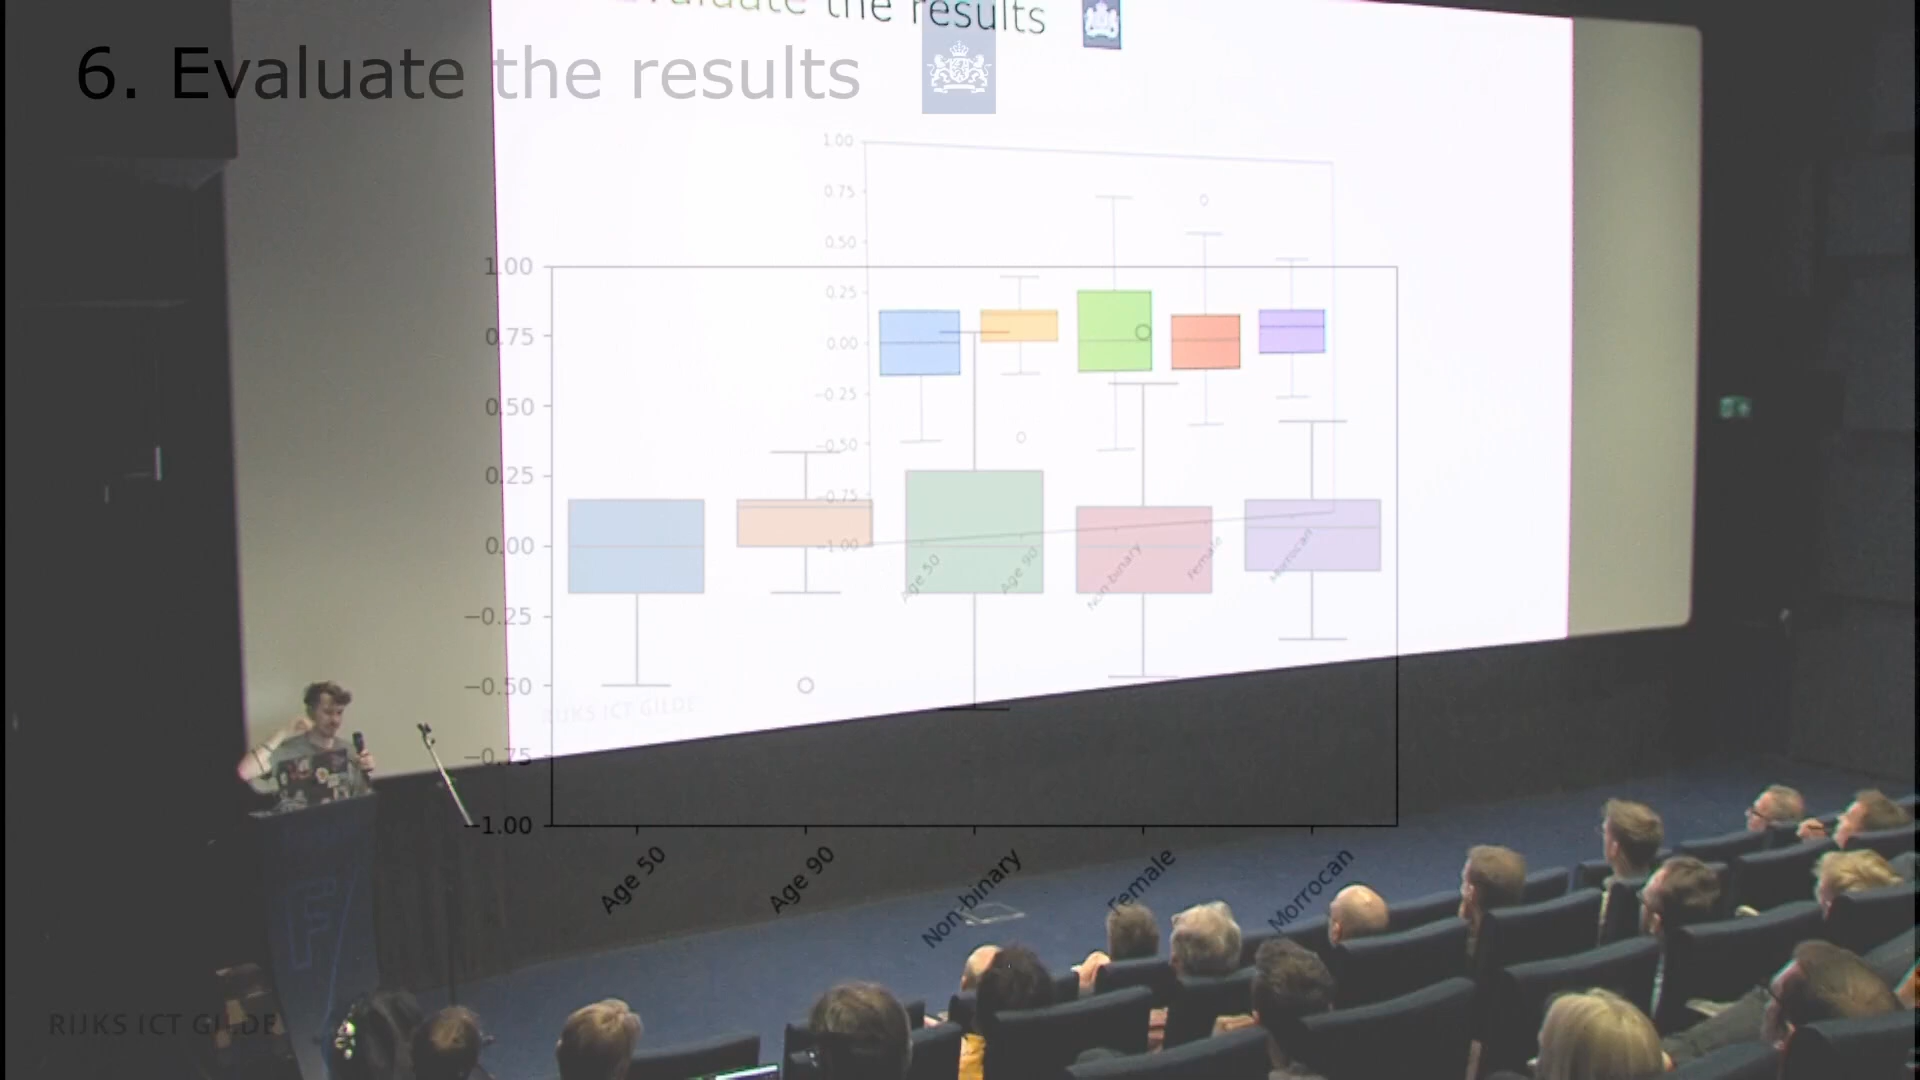 Evaluate the results
6. Evaluate the results
1.00
0.75
0.50
0.25
0.00
−0.25
−0.50
−0.75
−1.00
Age 50
Age 90
Non-binary
Female
Morrocan
RIJKS ICT GILDE
1.00
0.75
0.50
0.25
0.00
−0.25
−0.50
−0.75
−1.00
Age 50
Age 90
Non-binary
Female
Morrocan
RIJKS ICT GILDE